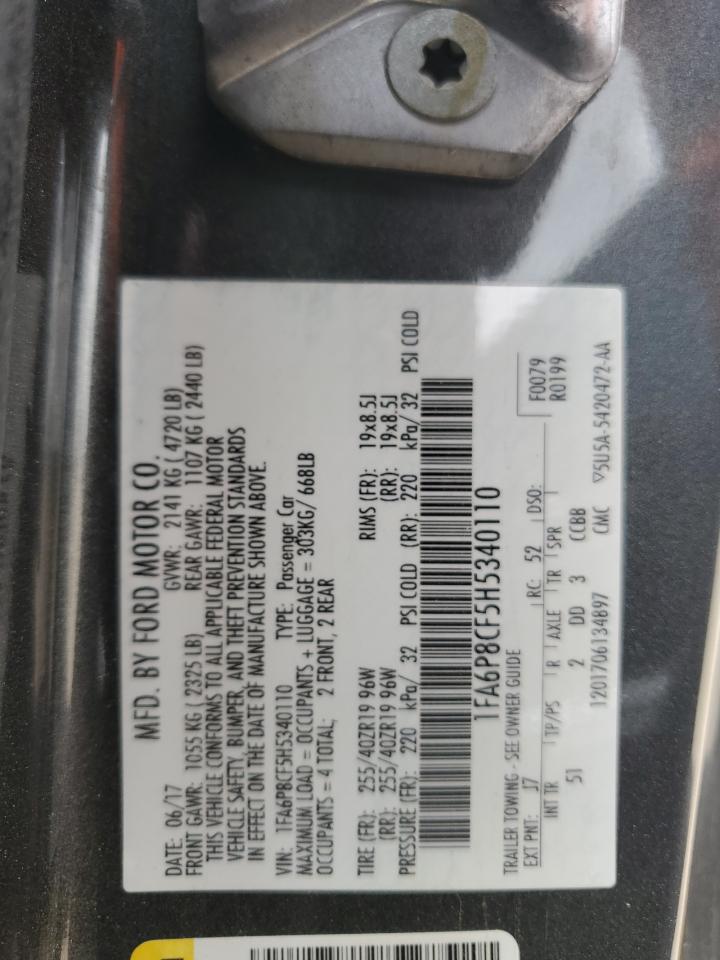 MFD. BY FORD MOTOR CO.
DATE: 06/17 GVWR: 2141 KG ( 4720 LB)
FRONT GAWR: 1055 KG ( 2325 LB) REAR GAWR: 1107 KG ( 2440 LB)
THIS VEHICLE CONFORMS TO ALL APPLICABLE FEDERAL MOTOR
VEHICLE SAFETY, BUMPER, AND THEFT PREVENTION STANDARDS
IN EFFECT ON THE DATE OF MANUFACTURE SHOWN ABOVE.
VIN: 1FA6P8CF5H5340110 TYPE: Passenger Car
MAXIMUM LOAD = OCCUPANTS + LUGGAGE = 303KG/ 668LB
OCCUPANTS = 4 TOTAL; 2 FRONT, 2 REAR
TIRE (FR): 255/40ZR19 96W RIMS (FR): 19x8.5J
(RR): 255/40ZR19 96W (RR): 19x8.5J
PRESSURE (FR): 220 kPa/ 32 PSI COLD (RR): 220 kPa/ 32 PSI COLD
1FA6P8CF5H5340110
TRAILER TOWING - SEE OWNER GUIDE
EXT PNT: J7 RC: 52 DSO: F0079
R0199
INT TR TP/PS R AXLE TR SPR
51 2 DD 3 CCBB
1201706134897 CMC ▽5U5A-5420472-AA